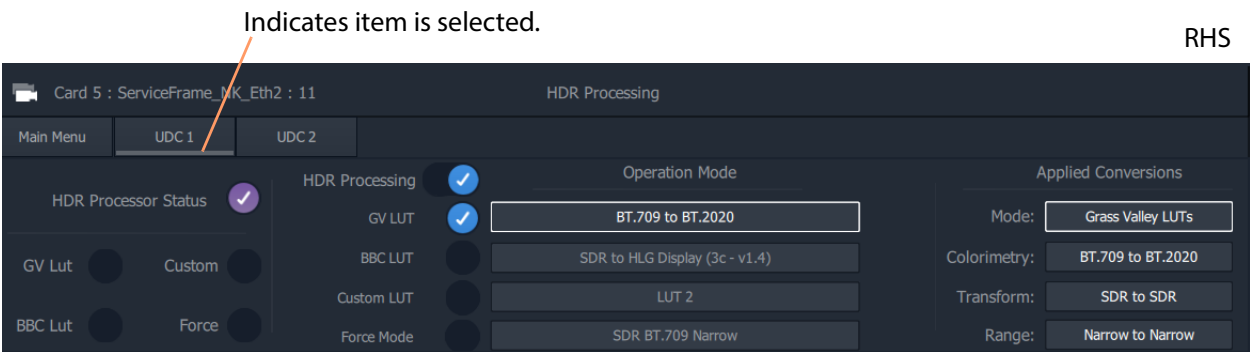 Indicates item is selected.
RHS
Card 5 : ServiceFrame_NK_Eth2 : 11 HDR Processing
Main Menu UDC 1 UDC 2
HDR Processor Status
GV Lut Custom
BBC Lut Force
HDR Processing Operation Mode
GV LUT BT.709 to BT.2020
BBC LUT SDR to HLG Display (3c - v1.4)
Custom LUT LUT 2
Force Mode SDR BT.709 Narrow
Applied Conversions
Mode: Grass Valley LUTs
Colorimetry: BT.709 to BT.2020
Transform: SDR to SDR
Range: Narrow to Narrow